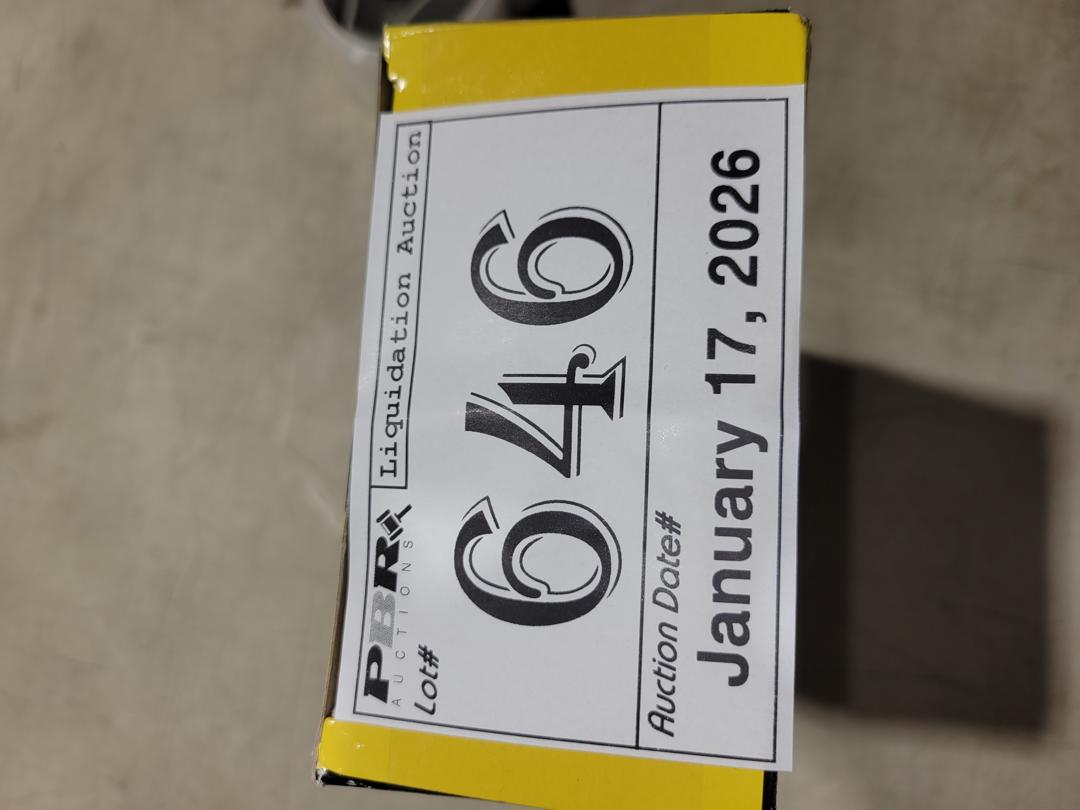 PBR Liquidation Auction
AUCTIONS
Lot#
646
Auction Date#
January 17, 2026